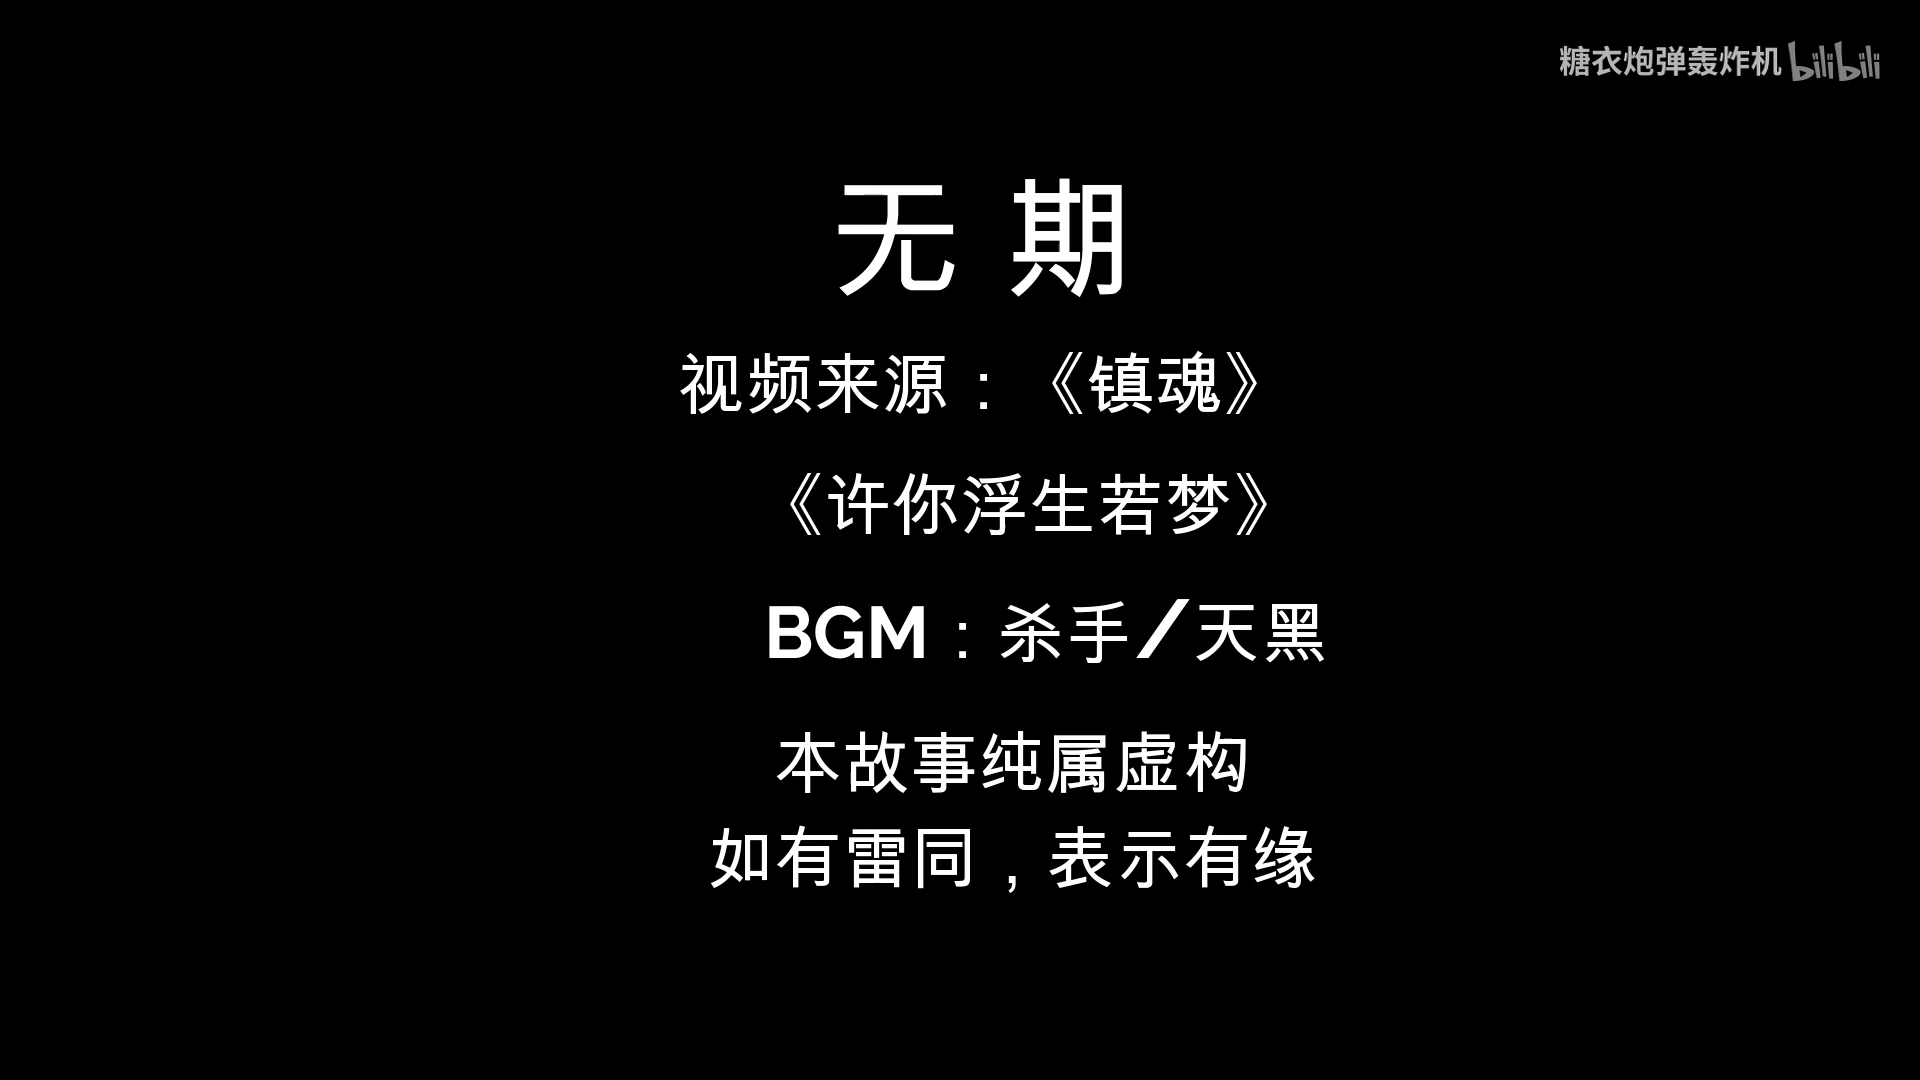 糖衣炮弹轰炸机 bilibili
无 期
视频来源：《镇魂》
《许你浮生若梦》
BGM：杀手/天黑
本故事纯属虚构
如有雷同，表示有缘